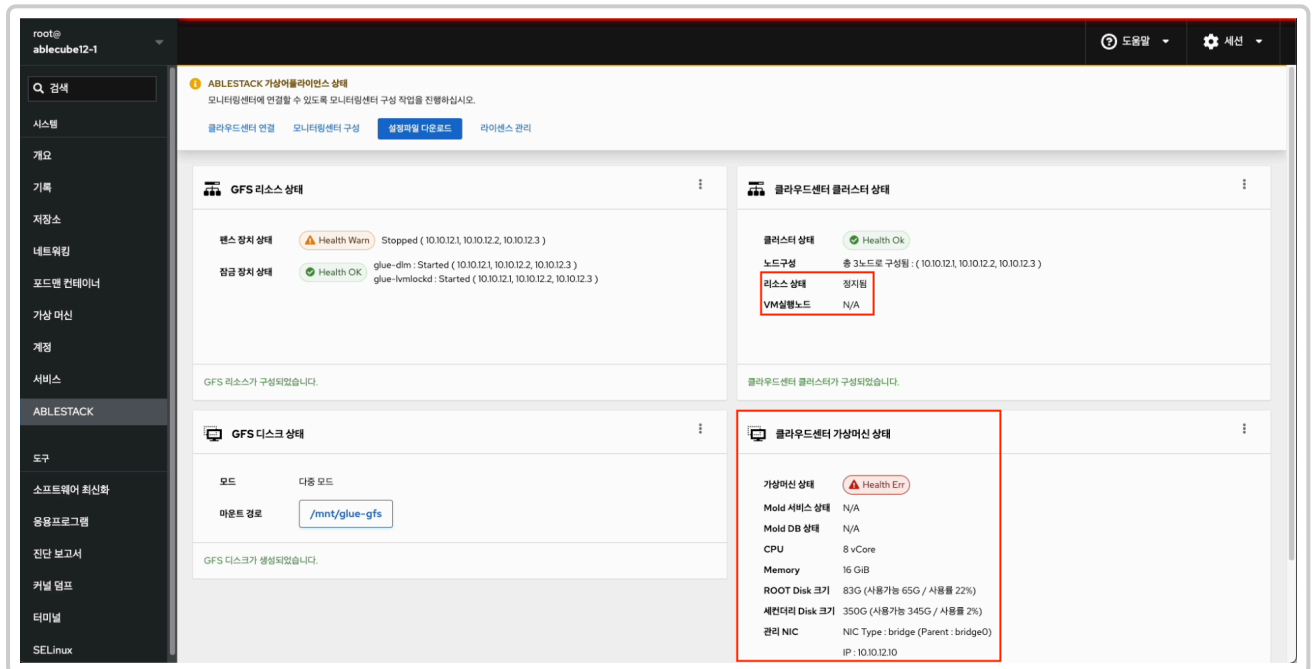 root@
ablecube12-1
도움말
세션
검색
시스템
개요
기록
저장소
네트워킹
포드맨 컨테이너
가상 머신
계정
서비스
ABLESTACK
도구
소프트웨어 최신화
응용프로그램
진단 보고서
커널 덤프
터미널
SELinux
ABLESTACK 가상어플라이언스 상태
모니터링센터에 연결할 수 있도록 모니터링센터 구성 작업을 진행하십시오.
클라우드센터 연결 모니터링센터 구성 설정파일 다운로드 라이센스 관리
GFS 리소스 상태
펜스 장치 상태 Health Warn Stopped ( 10.10.12.1, 10.10.12.2, 10.10.12.3 )
잠금 장치 상태 Health OK glue-dlm : Started ( 10.10.12.1, 10.10.12.2, 10.10.12.3 )
glue-lvmlockd : Started ( 10.10.12.1, 10.10.12.2, 10.10.12.3 )
GFS 리소스가 구성되었습니다.
클라우드센터 클러스터 상태
클러스터 상태 Health Ok
노드구성 총 3노드로 구성됨 : ( 10.10.12.1, 10.10.12.2, 10.10.12.3 )
리소스 상태 정지됨
VM실행노드 N/A
클라우드센터 클러스터가 구성되었습니다.
GFS 디스크 상태
모드 다중 모드
마운트 경로 /mnt/glue-gfs
GFS 디스크가 생성되었습니다.
클라우드센터 가상머신 상태
가상머신 상태 Health Err
Mold 서비스 상태 N/A
Mold DB 상태 N/A
CPU 8 vCore
Memory 16 GiB
ROOT Disk 크기 83G (사용가능 65G / 사용률 22%)
세컨더리 Disk 크기 350G (사용가능 345G / 사용률 2%)
관리 NIC NIC Type : bridge (Parent : bridge0)
IP : 10.10.12.10